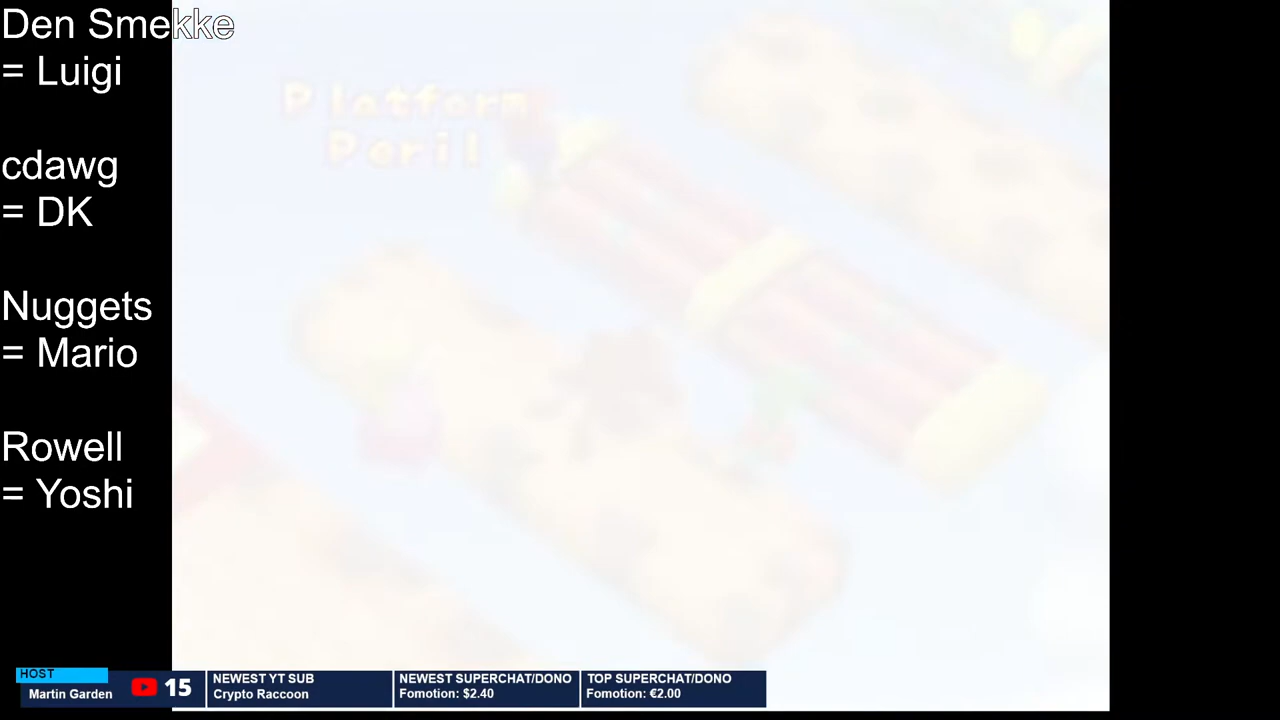 Den Smekke
= Luigi
cdawg
= DK
Nuggets
= Mario
Rowell
= Yoshi
Platform
Peril
HOST
Martin Garden
15
NEWEST YT SUB
Crypto Raccoon
NEWEST SUPERCHAT/DONO
Fomotion: $2.40
TOP SUPERCHAT/DONO
Fomotion: €2.00